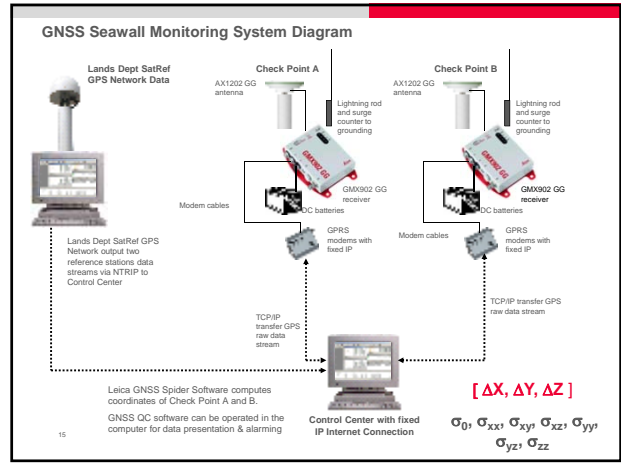 GNSS Seawall Monitoring System Diagram
Lands Dept SatRef
GPS Network Data
Check Point A
Check Point B
AX1202 GG
antenna
Lightning rod
and surge
counter to
grounding
AX1202 GG
antenna
Lightning rod
and surge
counter to
grounding
GMX902 GG
GMX902 GG
GMX902 GG
receiver
GMX902 GG
receiver
Modem cables
DC batteries
Modem cables
DC batteries
GPRS
modems with
fixed IP
GPRS
modems with
fixed IP
Lands Dept SatRef GPS
Network output two
reference stations data
streams via NTRIP to
Control Center
TCP/IP
transfer GPS
raw data
stream
TCP/IP transfer GPS
raw data stream
Leica GNSS Spider Software computes
coordinates of Check Point A and B.
GNSS QC software can be operated in the
computer for data presentation & alarming
Control Center with fixed
IP Internet Connection
[ ΔX, ΔY, ΔZ ]
σ0, σxx, σxy, σxz, σyy,
σyz, σzz
15